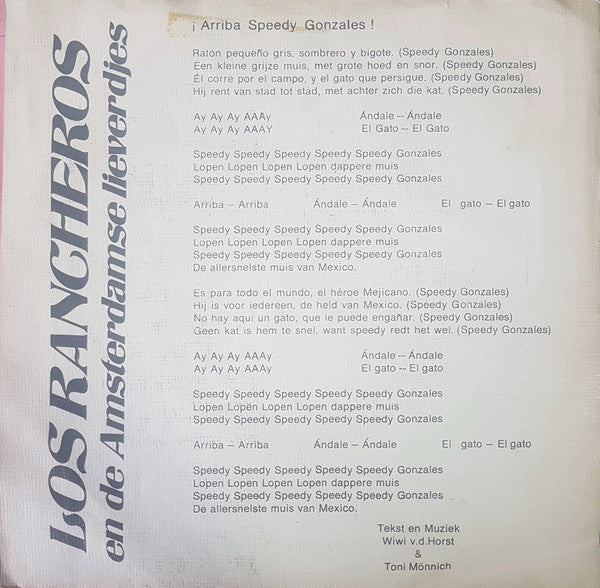 LOS RANCHEROS
en de Amsterdamse lieverdjes
¡ Arriba Speedy Gonzales !
Ratón pequeño gris, sombrero y bigote. (Speedy Gonzales)
Een kleine grijze muis, met grote hoed en snor. (Speedy Gonzales)
Él corre por el campo, y el gato que persigue. (Speedy Gonzales)
Hij rent van stad tot stad, met achter zich die kat. (Speedy Gonzales)
Ay Ay Ay AAAy Ándale -- Ándale
Ay Ay Ay AAAY El Gato -- El Gato
Speedy Speedy Speedy Speedy Speedy Gonzales
Lopen Lopen Lopen Lopen dappere muis
Speedy Speedy Speedy Speedy Speedy Gonzales
Arriba -- Arriba Ándale -- Ándale El gato -- El gato
Speedy Speedy Speedy Speedy Speedy Gonzales
Lopen Lopen Lopen Lopen dappere muis
Speedy Speedy Speedy Speedy Speedy Gonzales
De allersnelste muis van Mexico.
Es para todo el mundo, el héroe Mejicano. (Speedy Gonzales)
Hij is voor iedereen, de held van Mexico. (Speedy Gonzales)
No hay aquí un gato, que le puede engañar. (Speedy Gonzales)
Geen kat is hem te snel, want speedy redt het wel. (Speedy Gonzales)
Ay Ay Ay AAAy Ándale -- Ándale
Ay Ay Ay AAAy El gato -- El gato
Speedy Speedy Speedy Speedy Speedy Gonzales
Lopen Lopen Lopen Lopen dappere muis
Speedy Speedy Speedy Speedy Speedy Gonzales
Arriba -- Arriba Ándale -- Ándale El gato -- El gato
Speedy Speedy Speedy Speedy Speedy Gonzales
Lopen Lopen Lopen Lopen dappere muis
Speedy Speedy Speedy Speedy Speedy Gonzales
De allersnelste muis van Mexico.
Tekst en Muziek
Wiwi v.d.Horst
&
Toni Mönnich